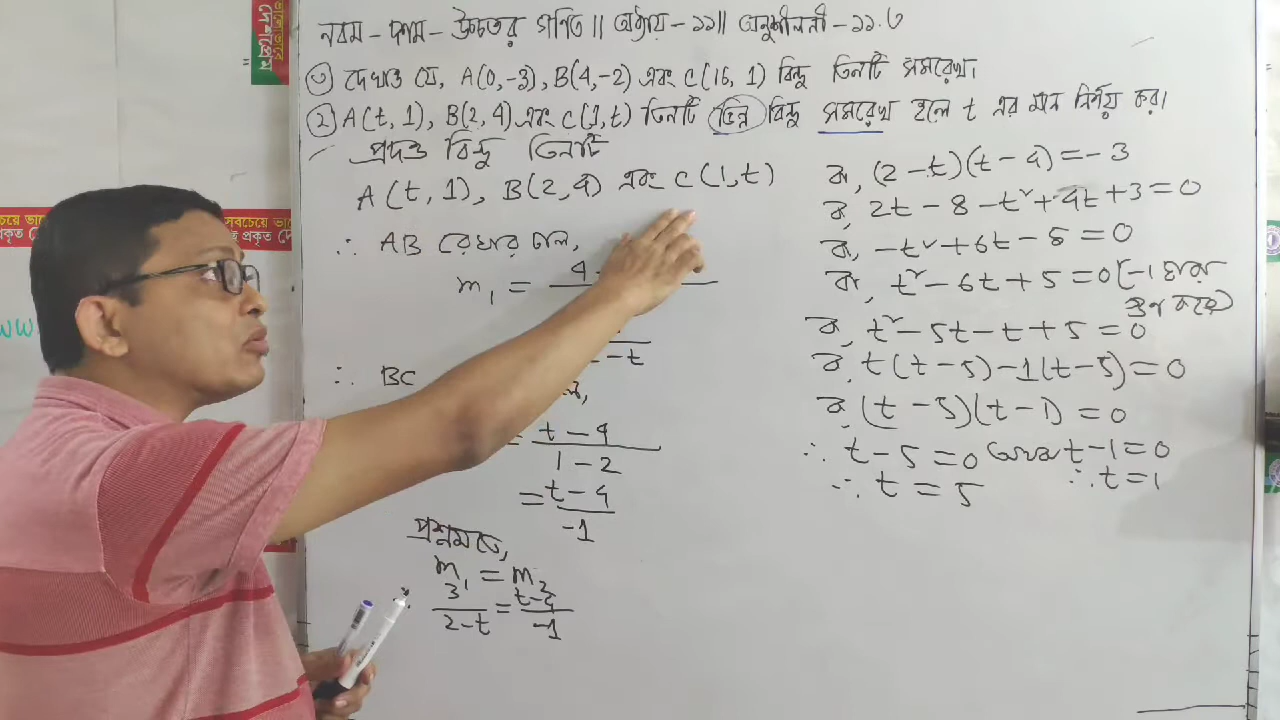 নবম - দশম - উচ্চতর গণিত || অধ্যায় - ১১ || অনুশীলনী - ১১.৩
① দেখাও যে, A(0, -3), B(4, -2) এবং C(16, 1) বিন্দু তিনটি সমরেখ।
② A(t, 1), B(2, 4) এবং C(1, t) তিনটি ভিন্ন বিন্দু সমরেখ হলে t এর মান নির্ণয় কর।
প্রদত্ত বিন্দু তিনটি
A(t, 1), B(2, 4) এবং C(1, t)
∴ AB রেখার ঢাল,
m₁ = 4 -
- t
∴ BC
= t - 4 / 1 - 2
= t - 4 / -1
প্রশ্নমতে,
m₁ = m₂
3 / 2 - t = t - 4 / -1
বা, (2 - t)(t - 4) = -3
বা, 2t - 8 - t² + 4t + 3 = 0
বা, -t² + 6t - 5 = 0
বা, t² - 6t + 5 = 0 [-1 দ্বারা
গুণ করে]
বা, t² - 5t - t + 5 = 0
বা, t(t - 5) - 1(t - 5) = 0
বা, (t - 5)(t - 1) = 0
∴ t - 5 = 0 অথবা t - 1 = 0
∴ t = 5 ∴ t = 1